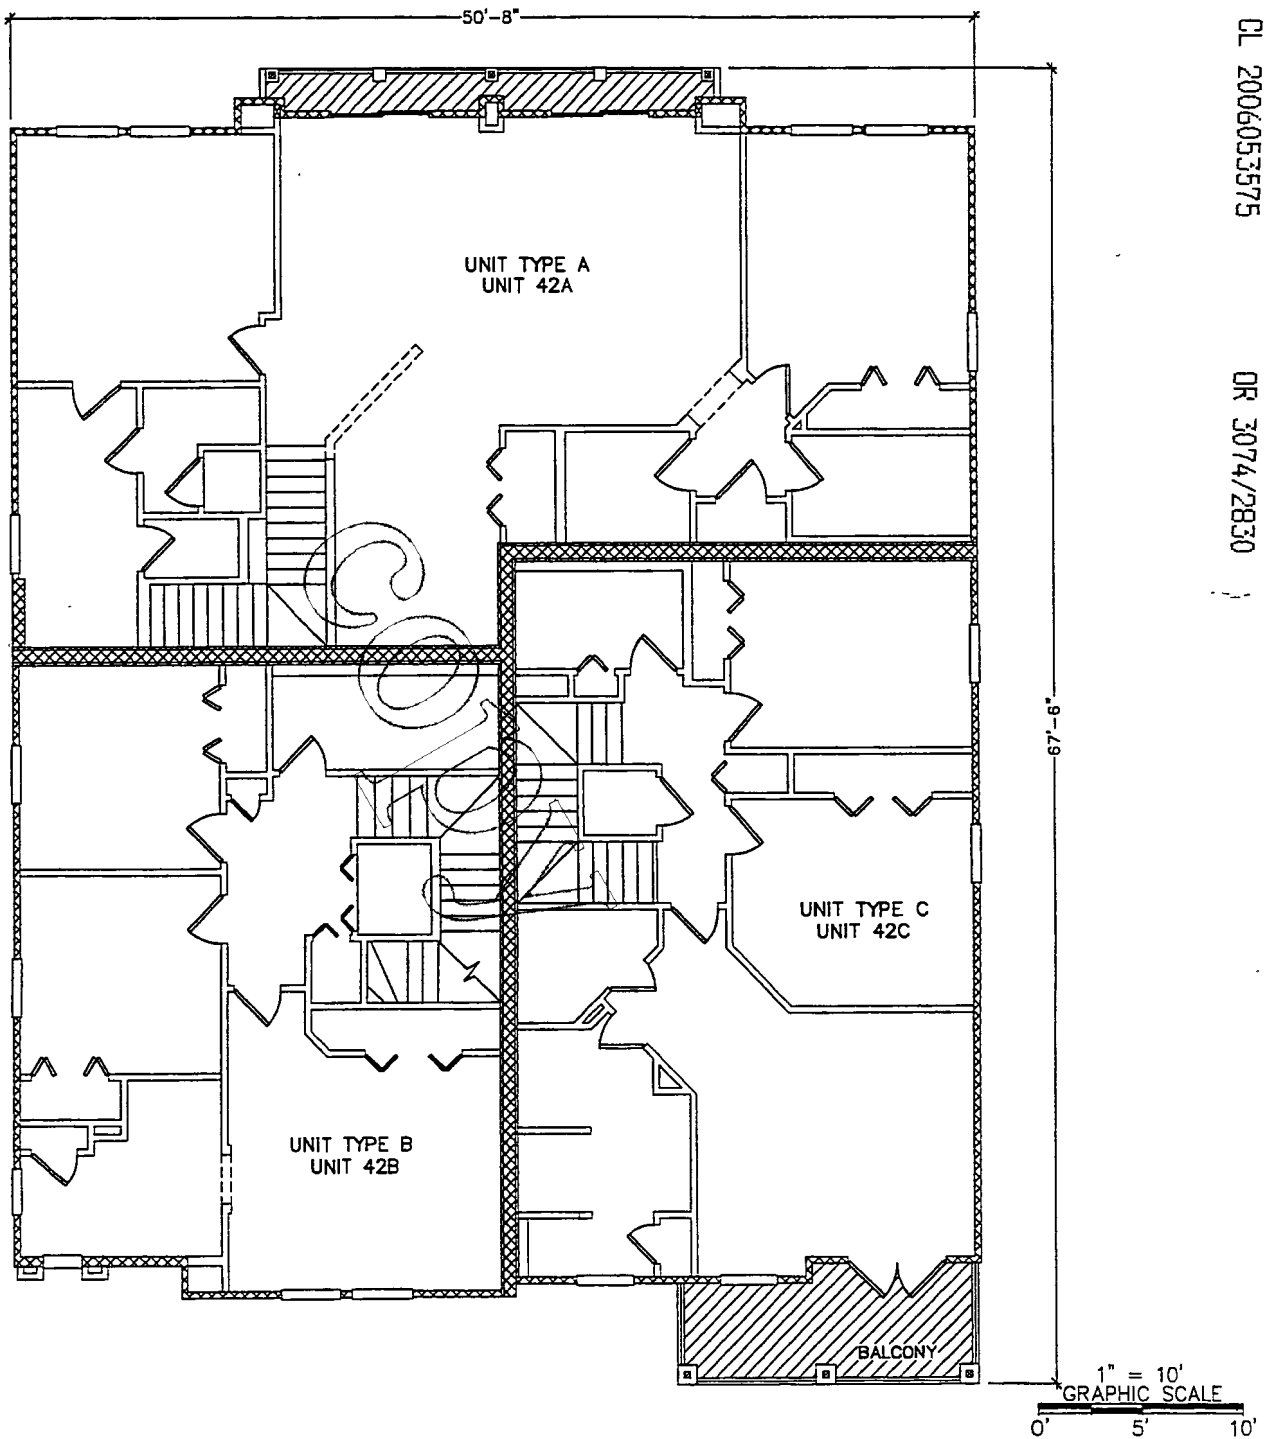 50'-8"
CL 2006053575
OR 3074/2830
UNIT TYPE A
UNIT 42A
COPY
67'-6"
UNIT TYPE C
UNIT 42C
UNIT TYPE B
UNIT 42B
BALCONY
1" = 10'
GRAPHIC SCALE
0' 5' 10'